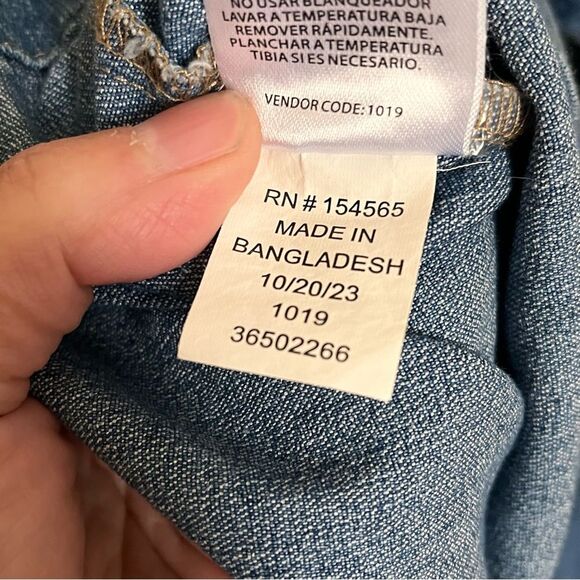 NO USAR BLANQUEADOR
LAVAR A TEMPERATURA BAJA
REMOVER RÁPIDAMENTE.
PLANCHAR A TEMPERATURA
TIBIA SI ES NECESARIO.
VENDOR CODE: 1019
RN # 154565
MADE IN
BANGLADESH
10/20/23
1019
36502266